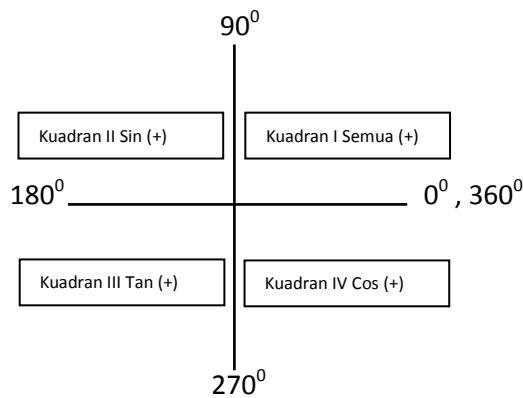 90⁰
Kuadran II Sin (+)
Kuadran I Semua (+)
180⁰
0⁰ , 360⁰
Kuadran III Tan (+)
Kuadran IV Cos (+)
270⁰